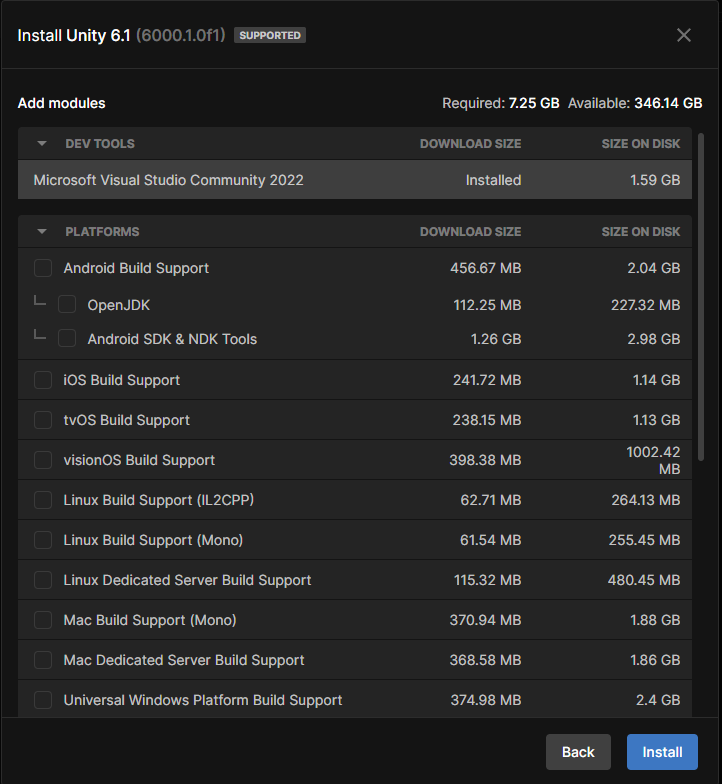 Install Unity 6.1 (6000.1.0f1) SUPPORTED
Add modules Required: 7.25 GB Available: 346.14 GB
DEV TOOLS DOWNLOAD SIZE SIZE ON DISK
Microsoft Visual Studio Community 2022 Installed 1.59 GB
PLATFORMS DOWNLOAD SIZE SIZE ON DISK
Android Build Support 456.67 MB 2.04 GB
OpenJDK 112.25 MB 227.32 MB
Android SDK & NDK Tools 1.26 GB 2.98 GB
iOS Build Support 241.72 MB 1.14 GB
tvOS Build Support 238.15 MB 1.13 GB
visionOS Build Support 398.38 MB 1002.42
MB
Linux Build Support (IL2CPP) 62.71 MB 264.13 MB
Linux Build Support (Mono) 61.54 MB 255.45 MB
Linux Dedicated Server Build Support 115.32 MB 480.45 MB
Mac Build Support (Mono) 370.94 MB 1.88 GB
Mac Dedicated Server Build Support 368.58 MB 1.86 GB
Universal Windows Platform Build Support 374.98 MB 2.4 GB
Back Install